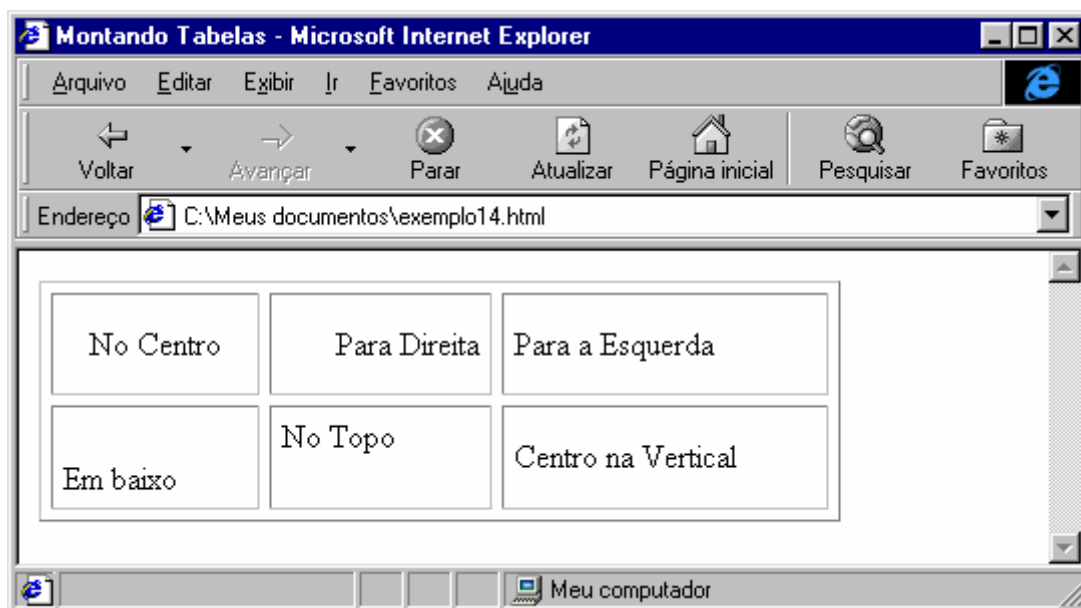 Montando Tabelas - Microsoft Internet Explorer
Arquivo Editar Exibir Ir Favoritos Ajuda
Voltar Avançar Parar Atualizar Página inicial Pesquisar Favoritos
Endereço C:\Meus documentos\exemplo14.html
No Centro Para Direita Para a Esquerda
Em baixo No Topo Centro na Vertical
Meu computador